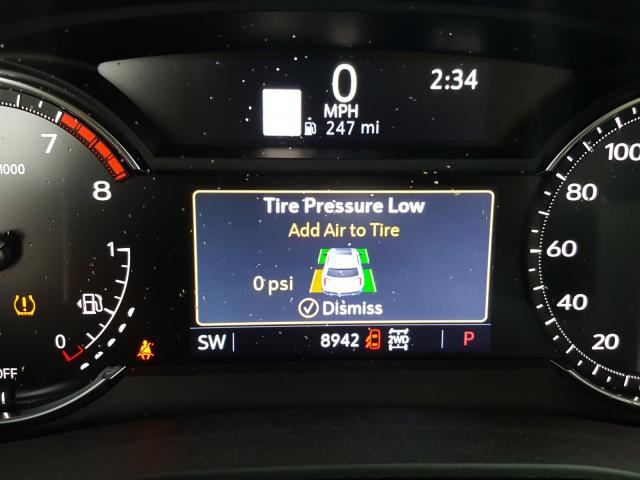 0
2:34
MPH
247 mi
7
x1000
8
100
80
60
40
20
1
0
OFF
Tire Pressure Low
Add Air to Tire
0 psi
Dismiss
SW 8942 2WD P